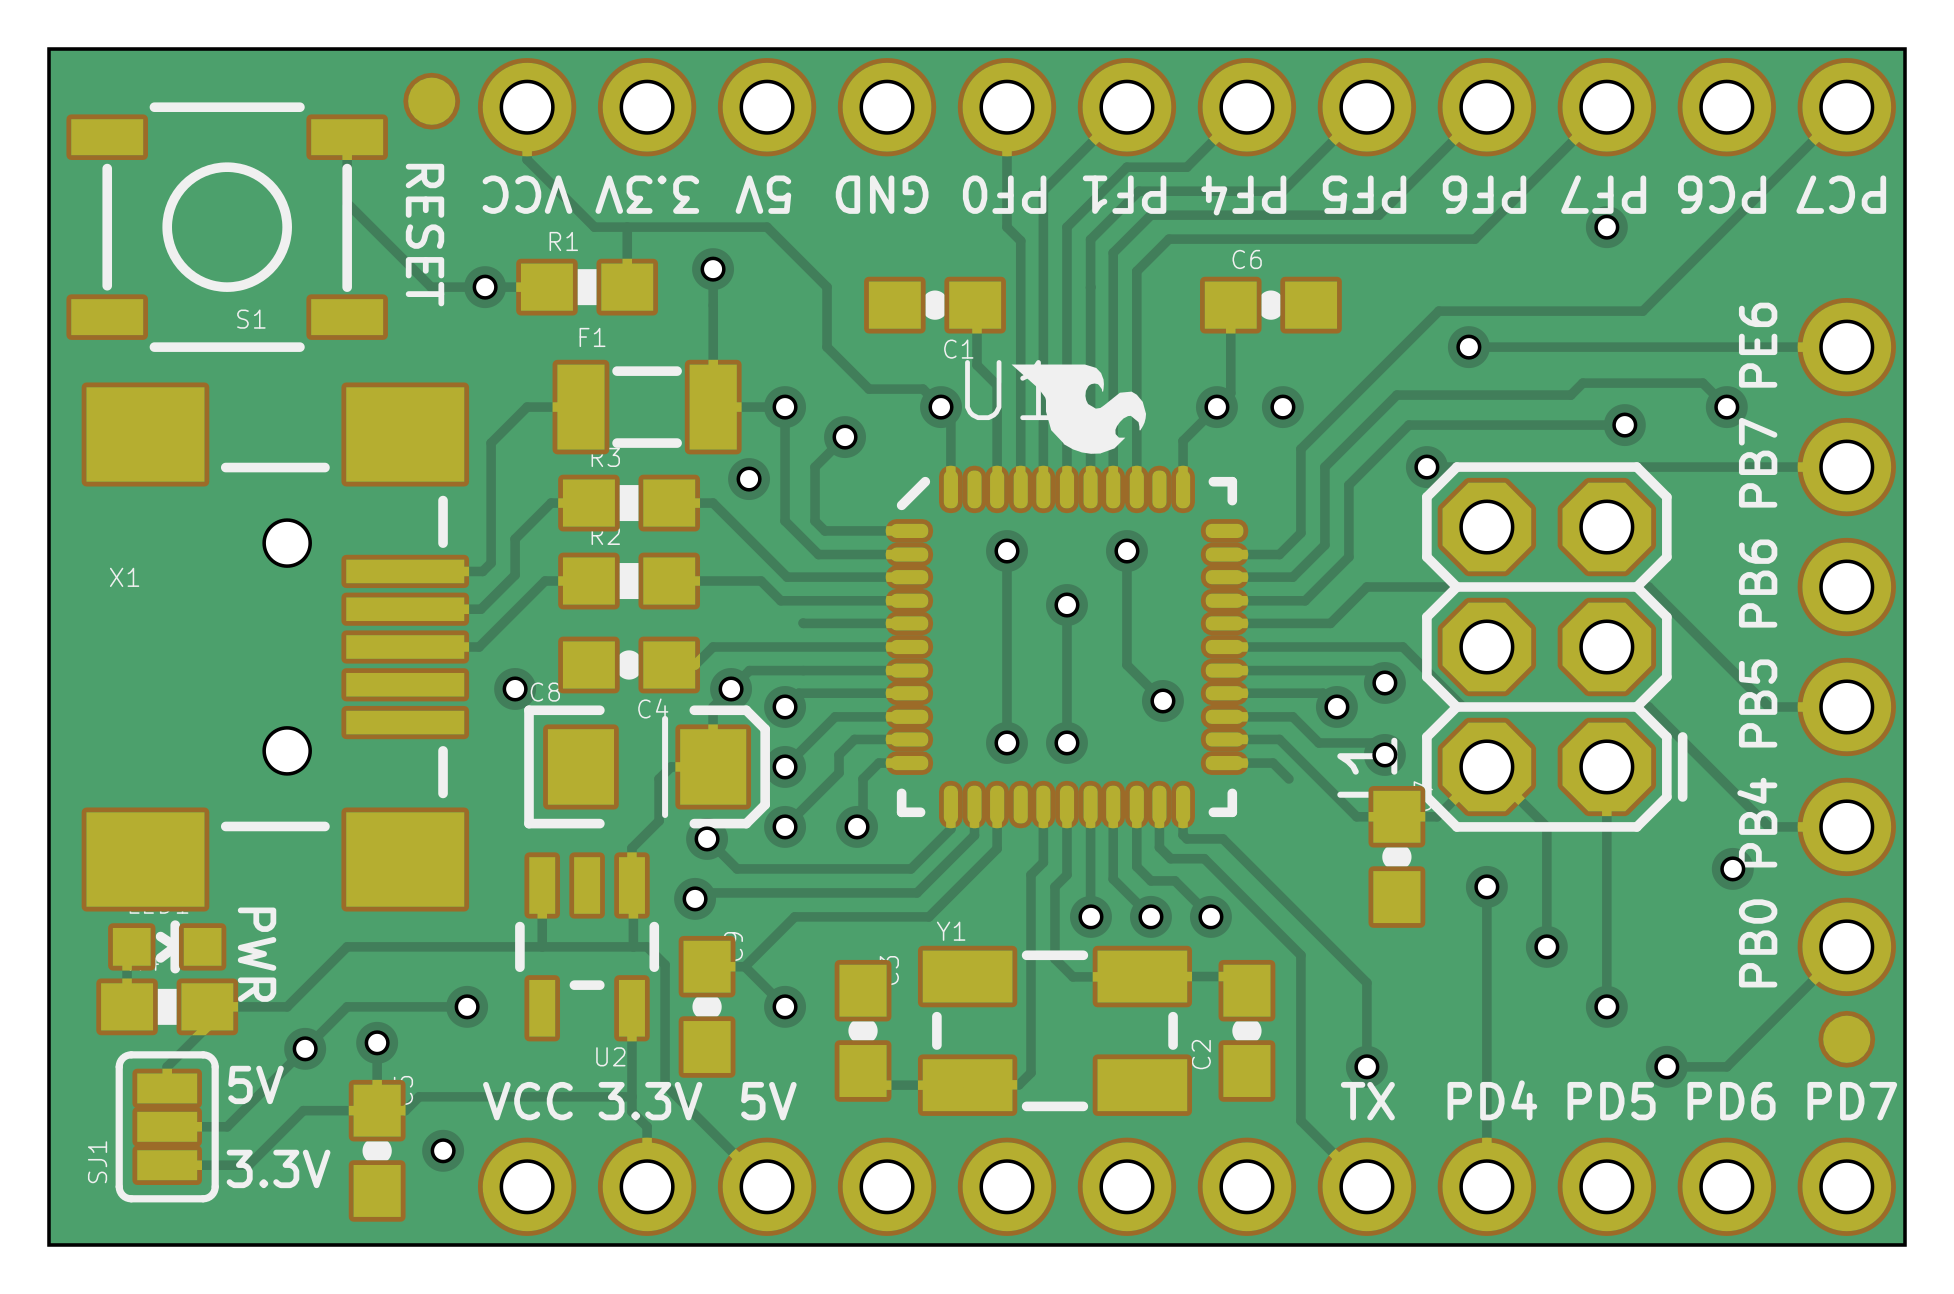 VCC 3.3V 5V GND PF0 PF1 PF4 PF5 PF6 PF7 PC6 PC7
RESET
R1
C6
S1
F1
C1
U1
PE6
R3
PB7
R2
X1
PB6
C8
C4
PB5
J1
PB4
PWR
Y1
PB0
C2
U2
5V
VCC 3.3V 5V
TX PD4 PD5 PD6 PD7
SJ1
3.3V